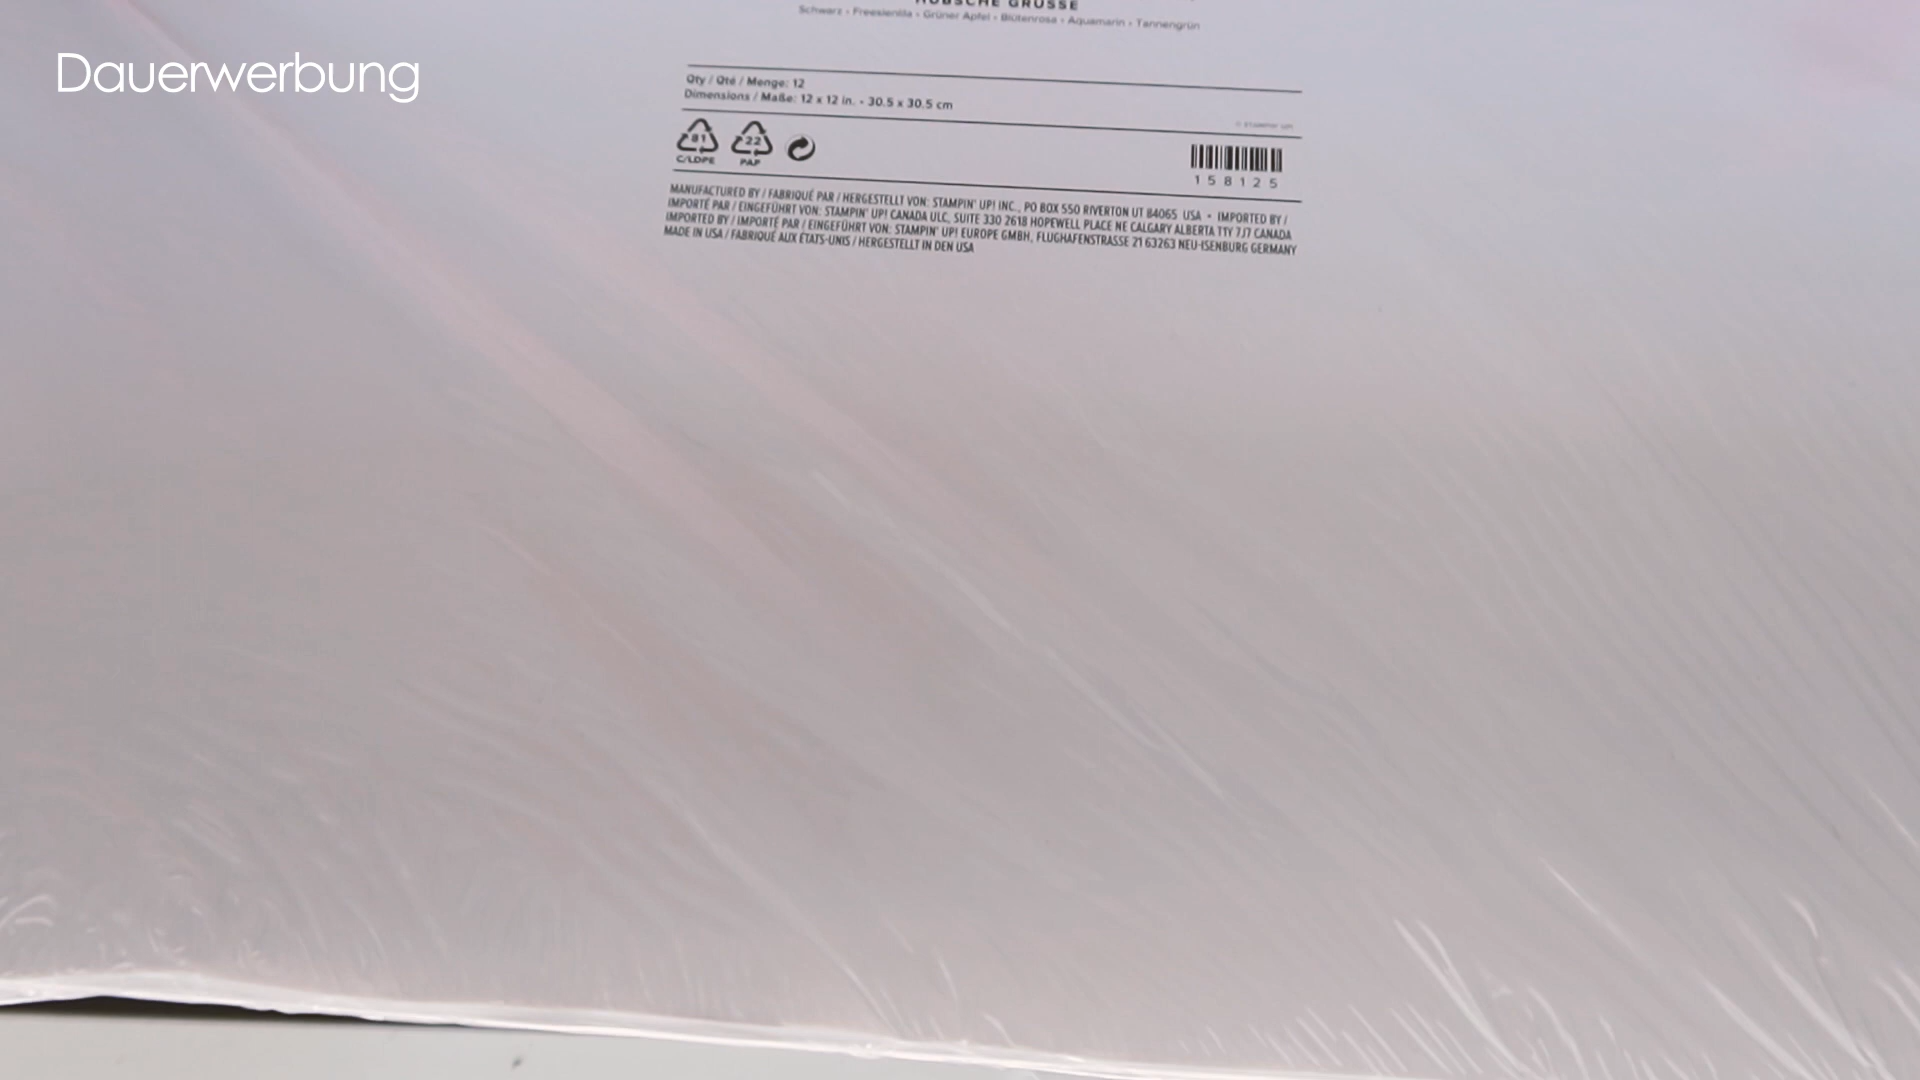 Dauerwerbung
HÜBSCHE GRÜSSE
Schwarz • Freesienlila • Grüner Apfel • Blütenrosa • Aquamarin • Tannengrün
Qty / Qté / Menge: 12
Dimensions / Maße: 12 x 12 in. • 30.5 x 30.5 cm
81
C/LDPE
22
PAP
158125
MANUFACTURED BY / FABRIQUÉ PAR / HERGESTELLT VON: STAMPIN' UP! INC., PO BOX 550 RIVERTON UT 84065 USA • IMPORTED BY /
IMPORTÉ PAR / EINGEFÜHRT VON: STAMPIN' UP! CANADA ULC, SUITE 330 2618 HOPEWELL PLACE NE CALGARY ALBERTA T1Y 7J7 CANADA
IMPORTED BY / IMPORTÉ PAR / EINGEFÜHRT VON: STAMPIN' UP! EUROPE GMBH, FLUGHAFENSTRASSE 21 63263 NEU-ISENBURG GERMANY
MADE IN USA / FABRIQUÉ AUX ÉTATS-UNIS / HERGESTELLT IN DEN USA